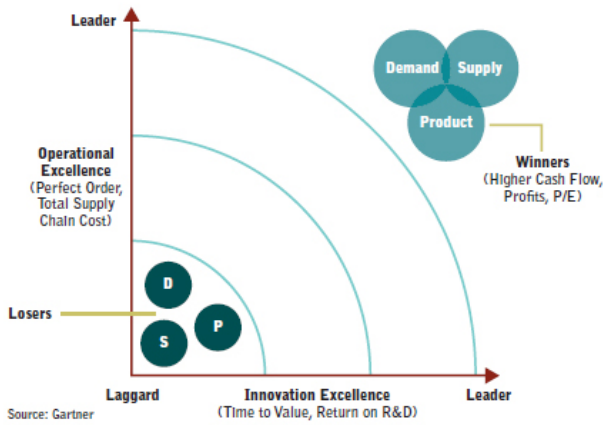 Leader
Demand
Supply
Product
Operational
Excellence
(Perfect Order,
Total Supply
Chain Cost)
Winners
(Higher Cash Flow,
Profits, P/E)
D
Losers
P
S
Laggard
Innovation Excellence
Leader
(Time to Value, Return on R&D)
Source: Gartner